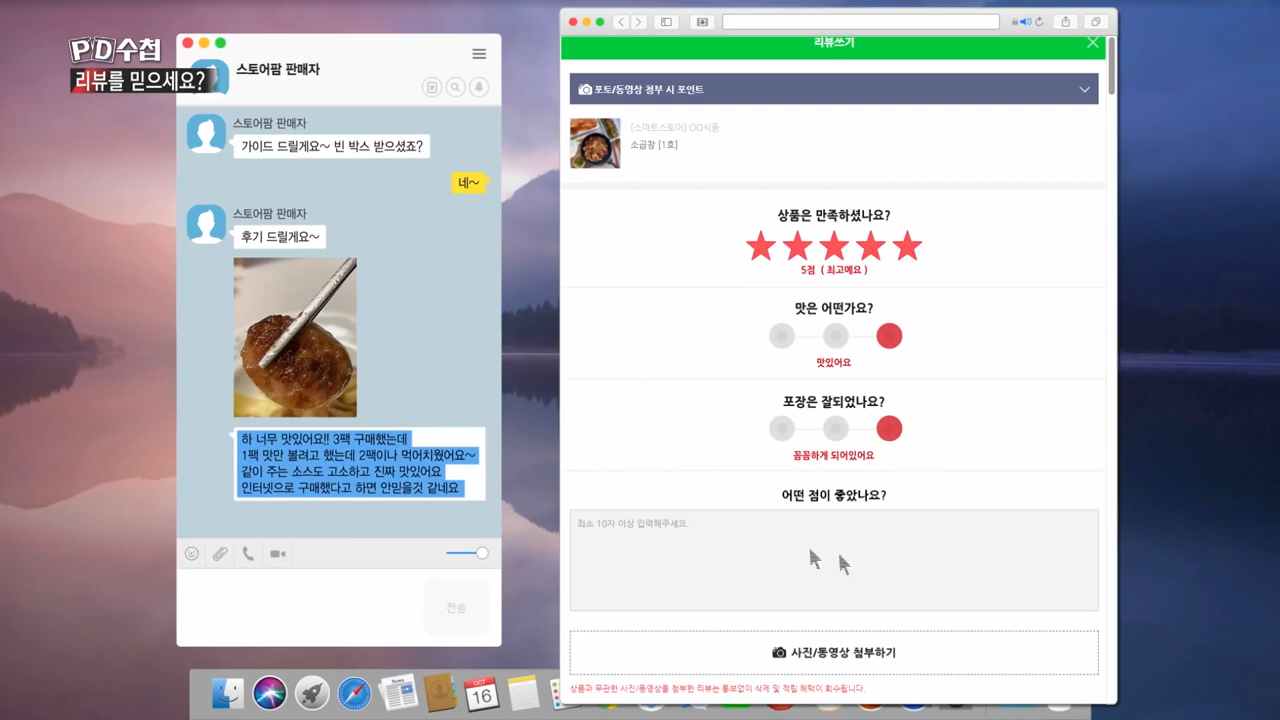 PD수첩
리뷰를 믿으세요?
스토어팜 판매자
스토어팜 판매자
가이드 드릴게요~ 빈 박스 받으셨죠?
네~
스토어팜 판매자
후기 드릴게요~
하 너무 맛있어요!! 3팩 구매했는데
1팩 맛만 볼려고 했는데 2팩이나 먹어치웠어요~
같이 주는 소스도 고소하고 진짜 맛있어요
인터넷으로 구매했다고 하면 안믿을것 같네요
전송
리뷰쓰기
포토/동영상 첨부 시 포인트
[스마트스토어] OO식품
소곱창 [1호]
상품은 만족하셨나요?
5점 ( 최고예요 )
맛은 어떤가요?
맛있어요
포장은 잘되었나요?
꼼꼼하게 되어있어요
어떤 점이 좋았나요?
최소 10자 이상 입력해주세요.
사진/동영상 첨부하기
상품과 무관한 사진/동영상을 첨부한 리뷰는 통보없이 삭제 및 적립 혜택이 회수됩니다.
News
OCT
16